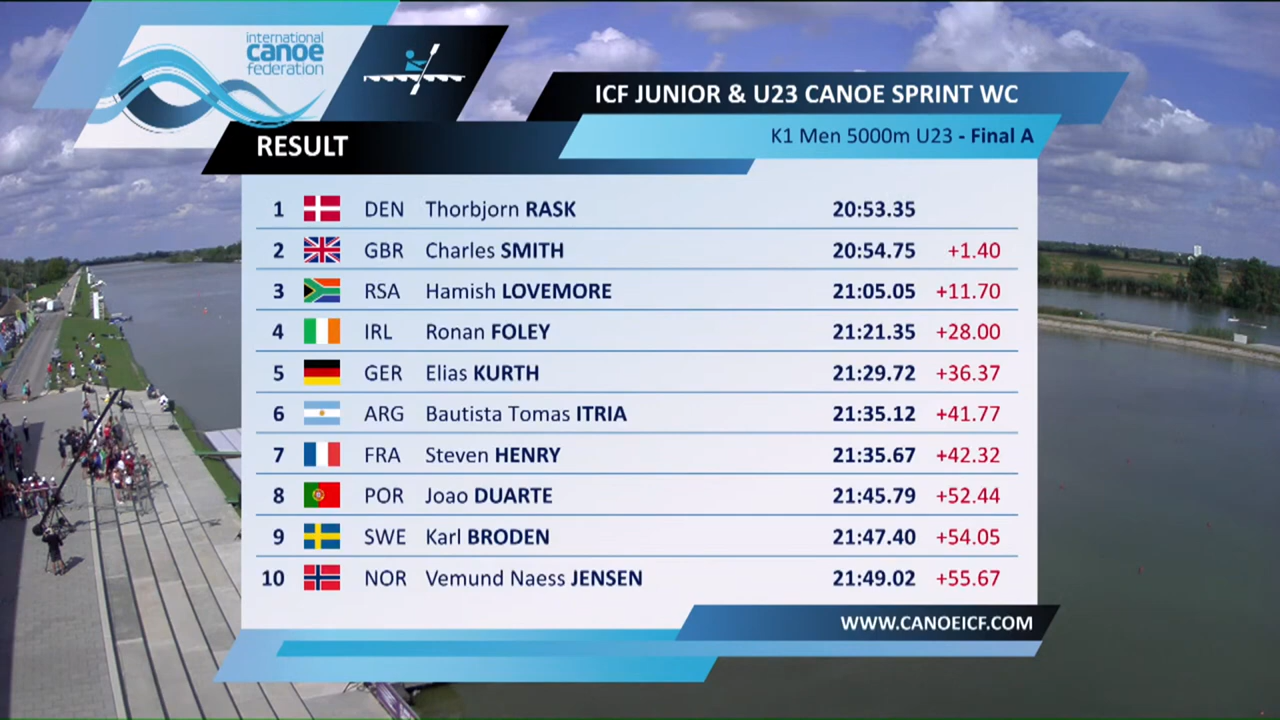 international
canoe
federation
ICF JUNIOR & U23 CANOE SPRINT WC
K1 Men 5000m U23 - Final A
RESULT
1 DEN Thorbjorn RASK 20:53.35
2 GBR Charles SMITH 20:54.75 +1.40
3 RSA Hamish LOVEMORE 21:05.05 +11.70
4 IRL Ronan FOLEY 21:21.35 +28.00
5 GER Elias KURTH 21:29.72 +36.37
6 ARG Bautista Tomas ITRIA 21:35.12 +41.77
7 FRA Steven HENRY 21:35.67 +42.32
8 POR Joao DUARTE 21:45.79 +52.44
9 SWE Karl BRODEN 21:47.40 +54.05
10 NOR Vemund Naess JENSEN 21:49.02 +55.67
WWW.CANOEICF.COM